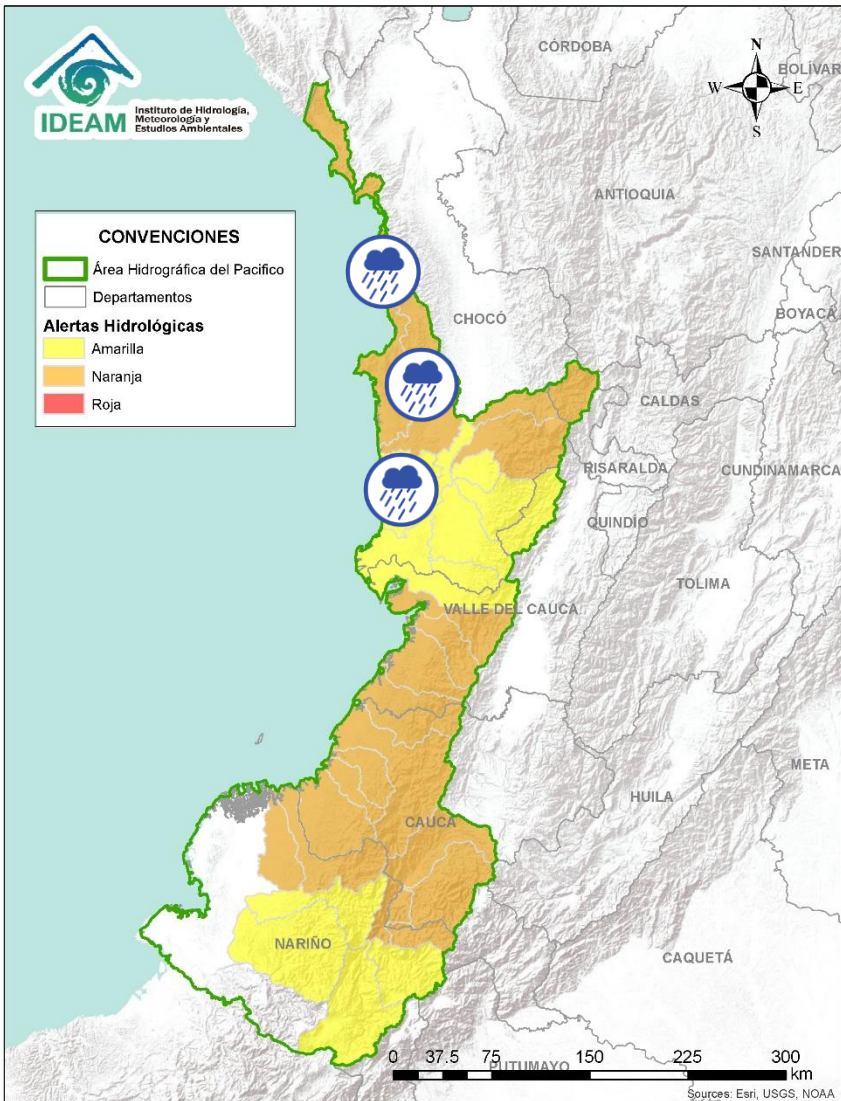 IDEAM
Instituto de Hidrología,
Meteorología y
Estudios Ambientales
N
W E
S
CÓRDOBA
BOLÍVAR
ANTIOQUIA
SANTANDER
BOYACÁ
CHOCÓ
CALDAS
RISARALDA
CUNDINAMARCA
QUINDÍO
TOLIMA
VALLE DEL CAUCA
META
HUILA
CAUCA
NARIÑO
CAQUETÁ
PUTUMAYO
CONVENCIONES
Área Hidrográfica del Pacifico
Departamentos
Alertas Hidrológicas
Amarilla
Naranja
Roja
0 37.5 75 150 225 300
km
Sources: Esri, USGS, NOAA